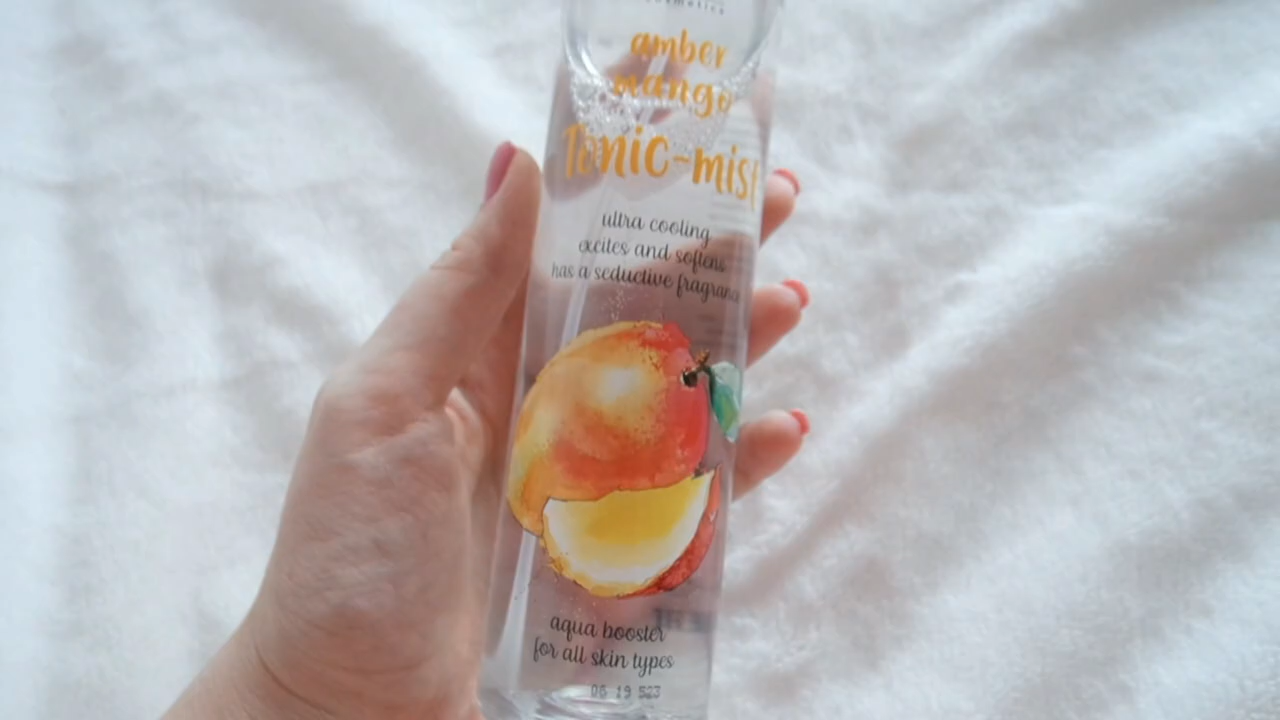 amber
mango
Tonic-mist
ultra cooling
excites and softens
has a seductive fragrance
aqua booster
for all skin types
06 19 523